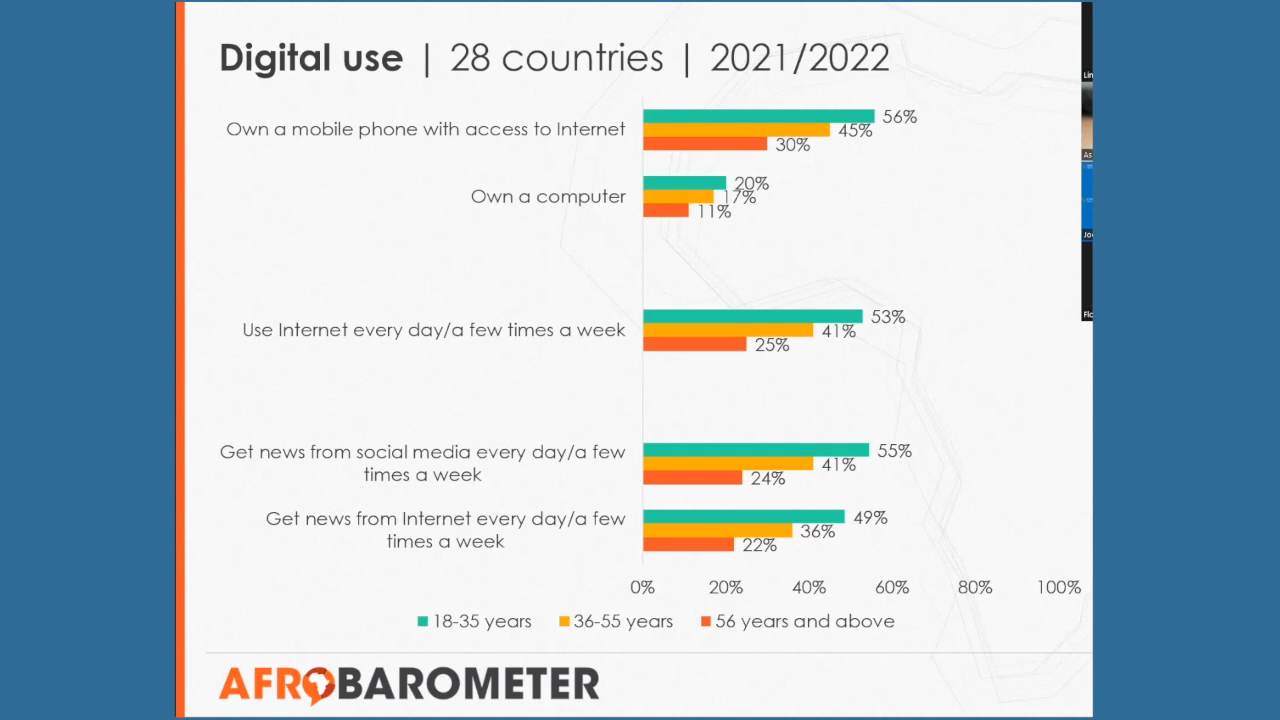 Digital use | 28 countries | 2021/2022
Own a mobile phone with access to Internet
56%
45%
30%
Own a computer
20%
17%
11%
Use Internet every day/a few times a week
53%
41%
25%
Get news from social media every day/a few
times a week
55%
41%
24%
Get news from Internet every day/a few
times a week
49%
36%
22%
0% 20% 40% 60% 80% 100%
18-35 years 36-55 years 56 years and above
AFROBAROMETER